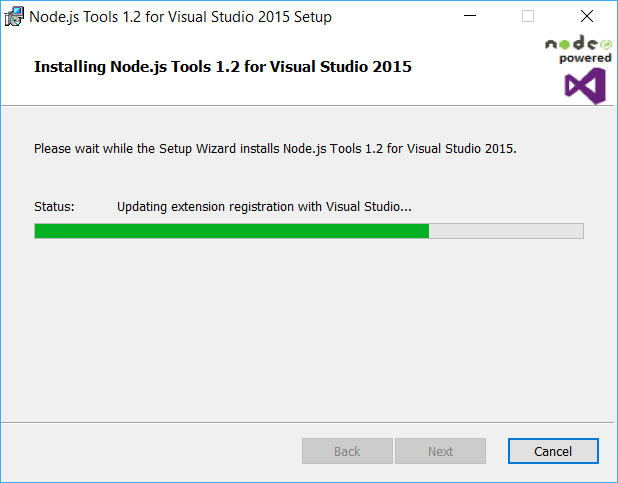 Node.js Tools 1.2 for Visual Studio 2015 Setup
node
powered
Installing Node.js Tools 1.2 for Visual Studio 2015
Please wait while the Setup Wizard installs Node.js Tools 1.2 for Visual Studio 2015.
Status: Updating extension registration with Visual Studio...
Back Next Cancel